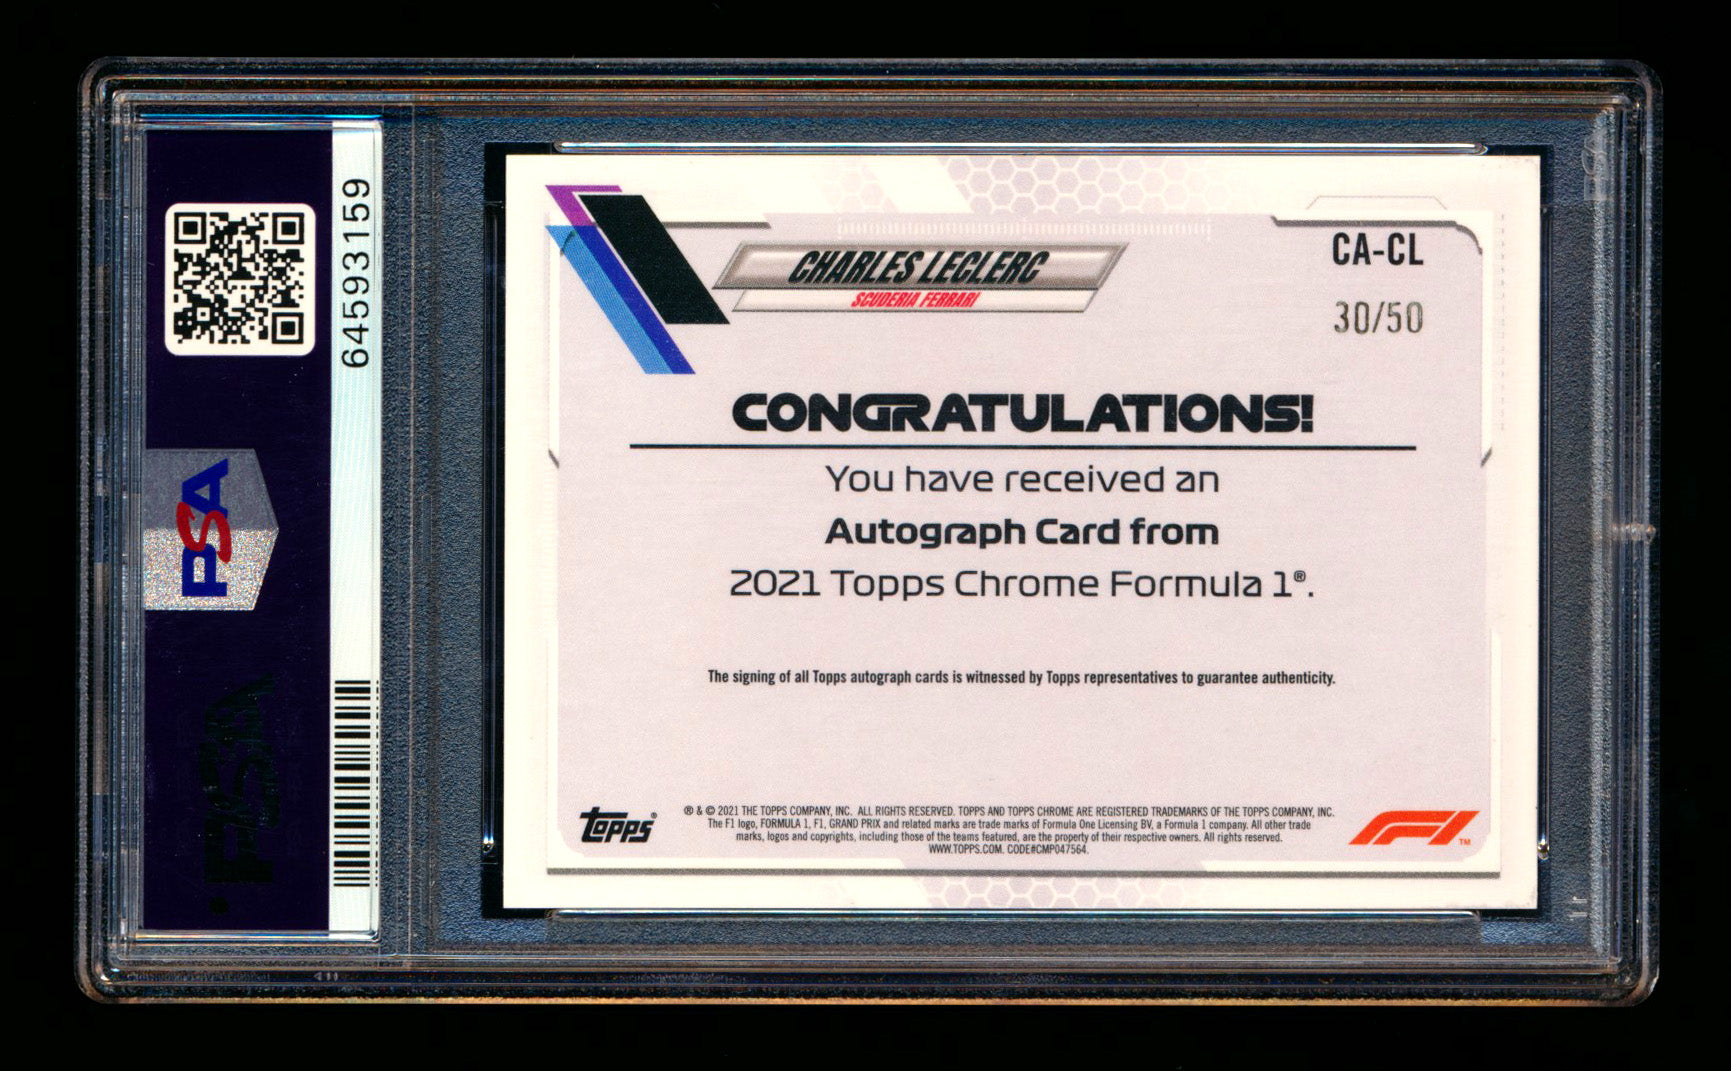 64593159
PSA
PSA
CHARLES LECLERC
SCUDERIA FERRARI
CA-CL
30/50
CONGRATULATIONS!
You have received an
Autograph Card from
2021 Topps Chrome Formula 1®.
The signing of all Topps autograph cards is witnessed by Topps representatives to guarantee authenticity.
Topps®
® & © 2021 THE TOPPS COMPANY, INC. ALL RIGHTS RESERVED. TOPPS AND TOPPS CHROME ARE REGISTERED TRADEMARKS OF THE TOPPS COMPANY, INC.
The F1 logo, FORMULA 1, F1, GRAND PRIX and related marks are trade marks of Formula One Licensing BV, a Formula 1 company. All other trade
marks, logos and copyrights, including those of the teams featured, are the property of their respective owners. All rights reserved.
WWW.TOPPS.COM. CODE#CMP047564.
F1™